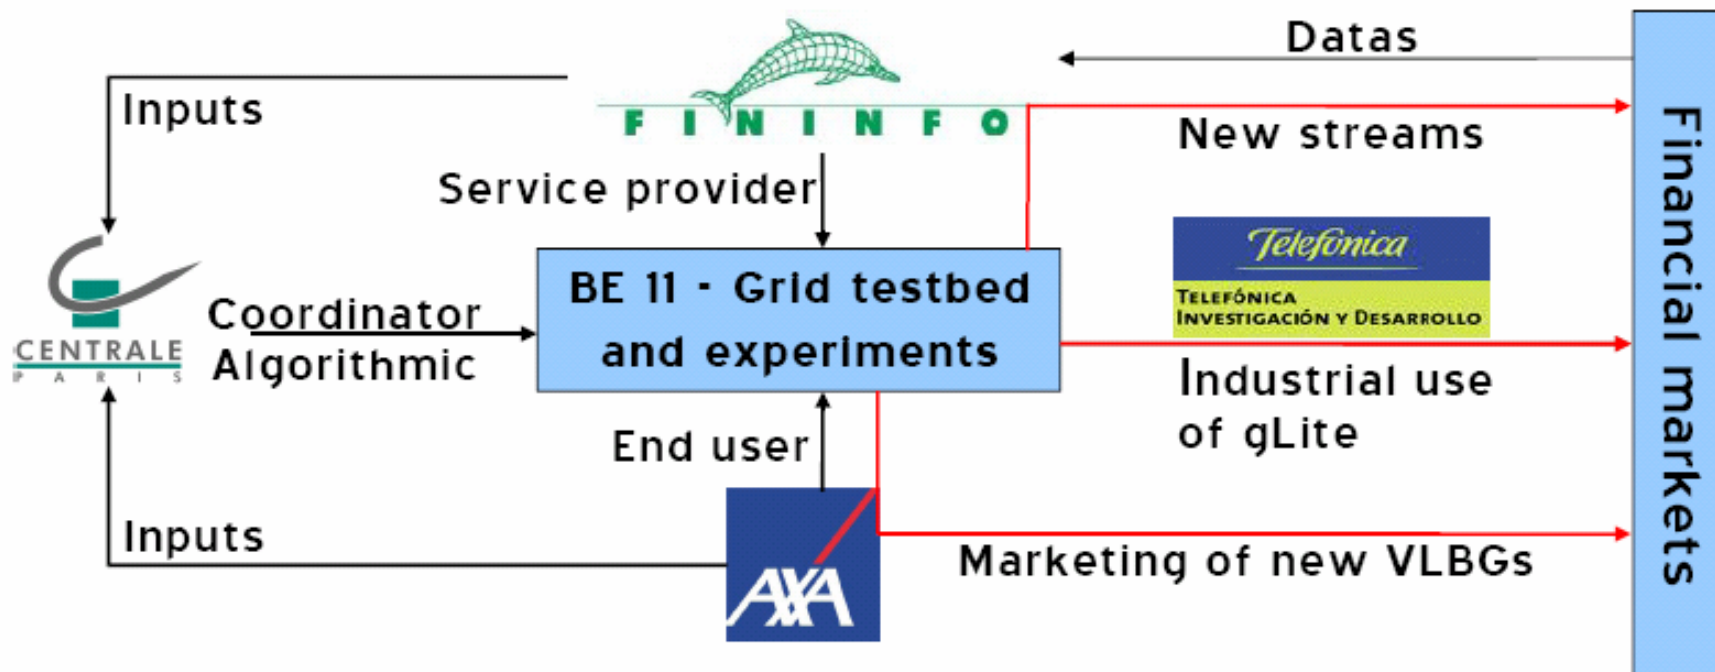 Datas
Inputs
FININFO
New streams
Service provider
Telefónica
BE 11 - Grid testbed
and experiments
TELEFÓNICA
INVESTIGACIÓN Y DESARROLLO
Coordinator
Algorithmic
CENTRALE
PARIS
Industrial use
of gLite
End user
Inputs
Marketing of new VLBGs
AXA
Financial markets